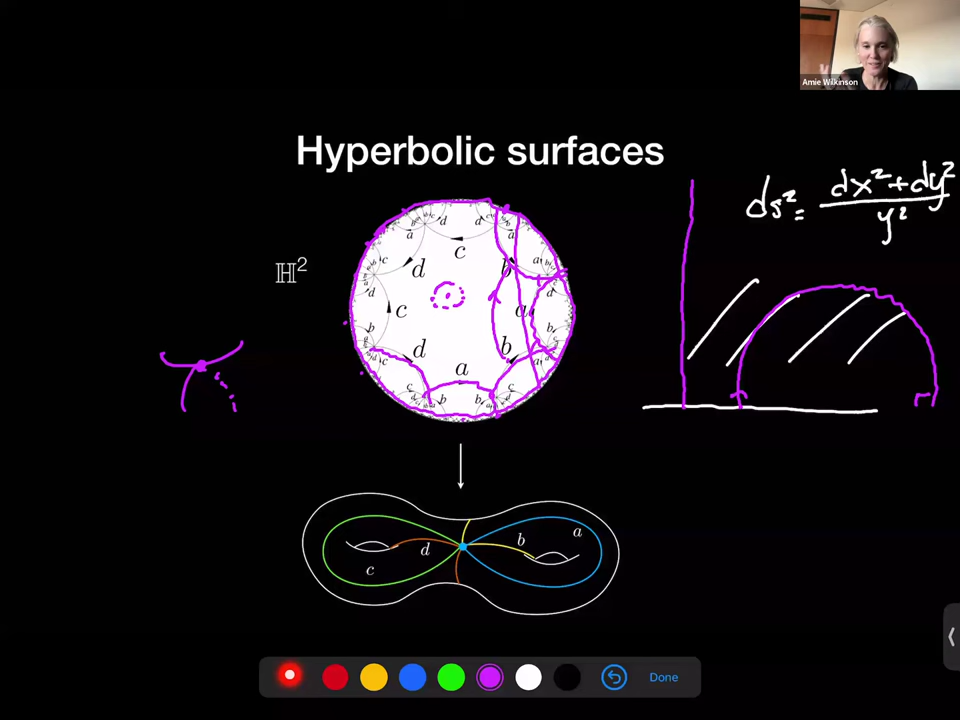 Amie Wilkinson
Hyperbolic surfaces
ds² = dx²+dy² / y²
ℍ²
c
d
d
b
c
a
d
b
a
a
b
d
c
Done